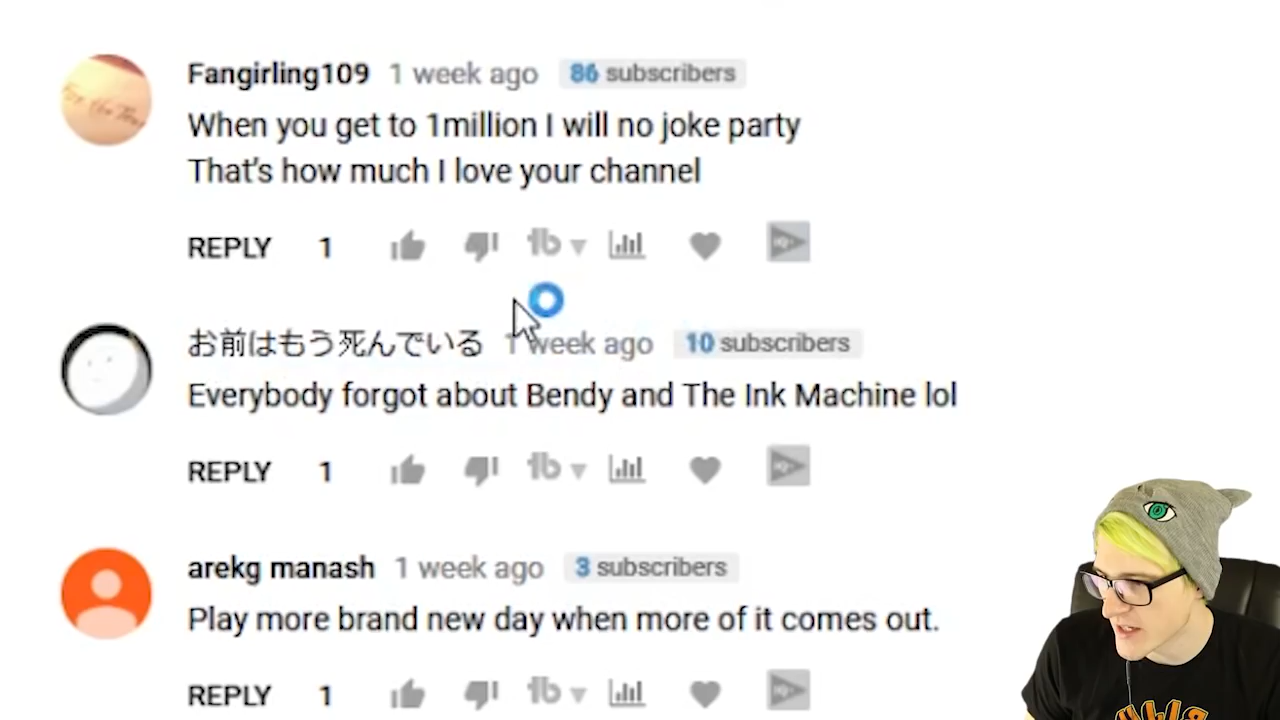 Fangirling109 1 week ago 86 subscribers
When you get to 1million I will no joke party
That's how much I love your channel
REPLY 1
お前はもう死んでいる 1 week ago 10 subscribers
Everybody forgot about Bendy and The Ink Machine lol
REPLY 1
arekg manash 1 week ago 3 subscribers
Play more brand new day when more of it comes out.
REPLY 1